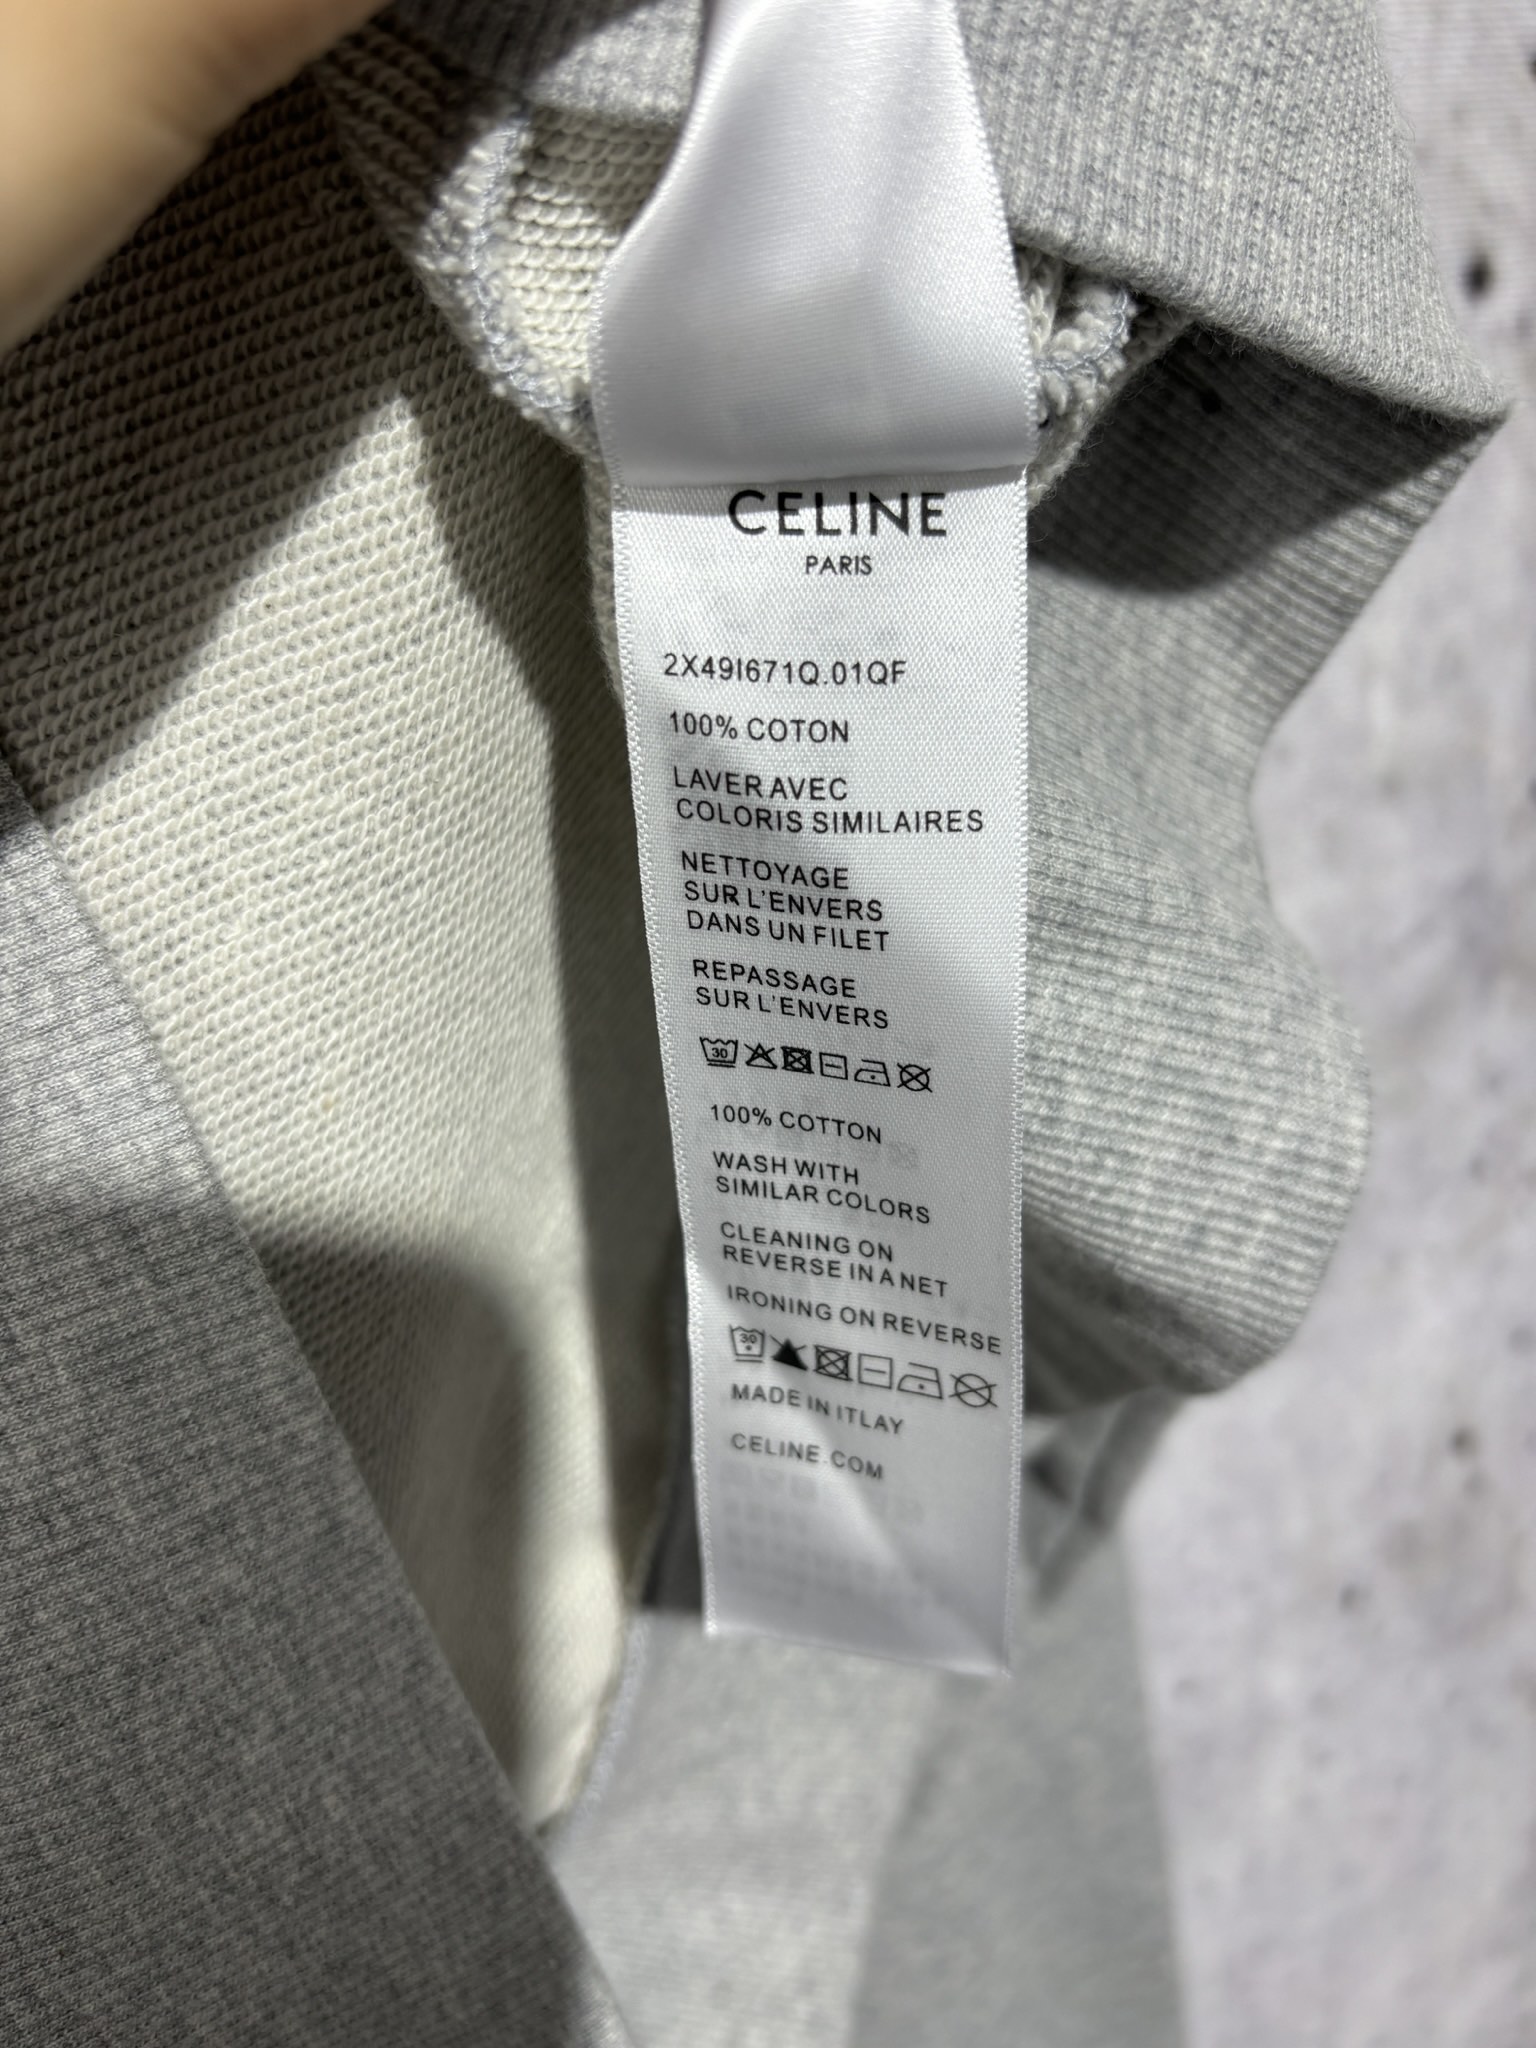 CELINE
PARIS
2X49I671Q.01QF
100% COTON
LAVER AVEC
COLORIS SIMILAIRES
NETTOYAGE
SUR L'ENVERS
DANS UN FILET
REPASSAGE
SUR L'ENVERS
30
100% COTTON
WASH WITH
SIMILAR COLORS
CLEANING ON
REVERSE IN A NET
IRONING ON REVERSE
30
MADE IN ITLAY
CELINE.COM